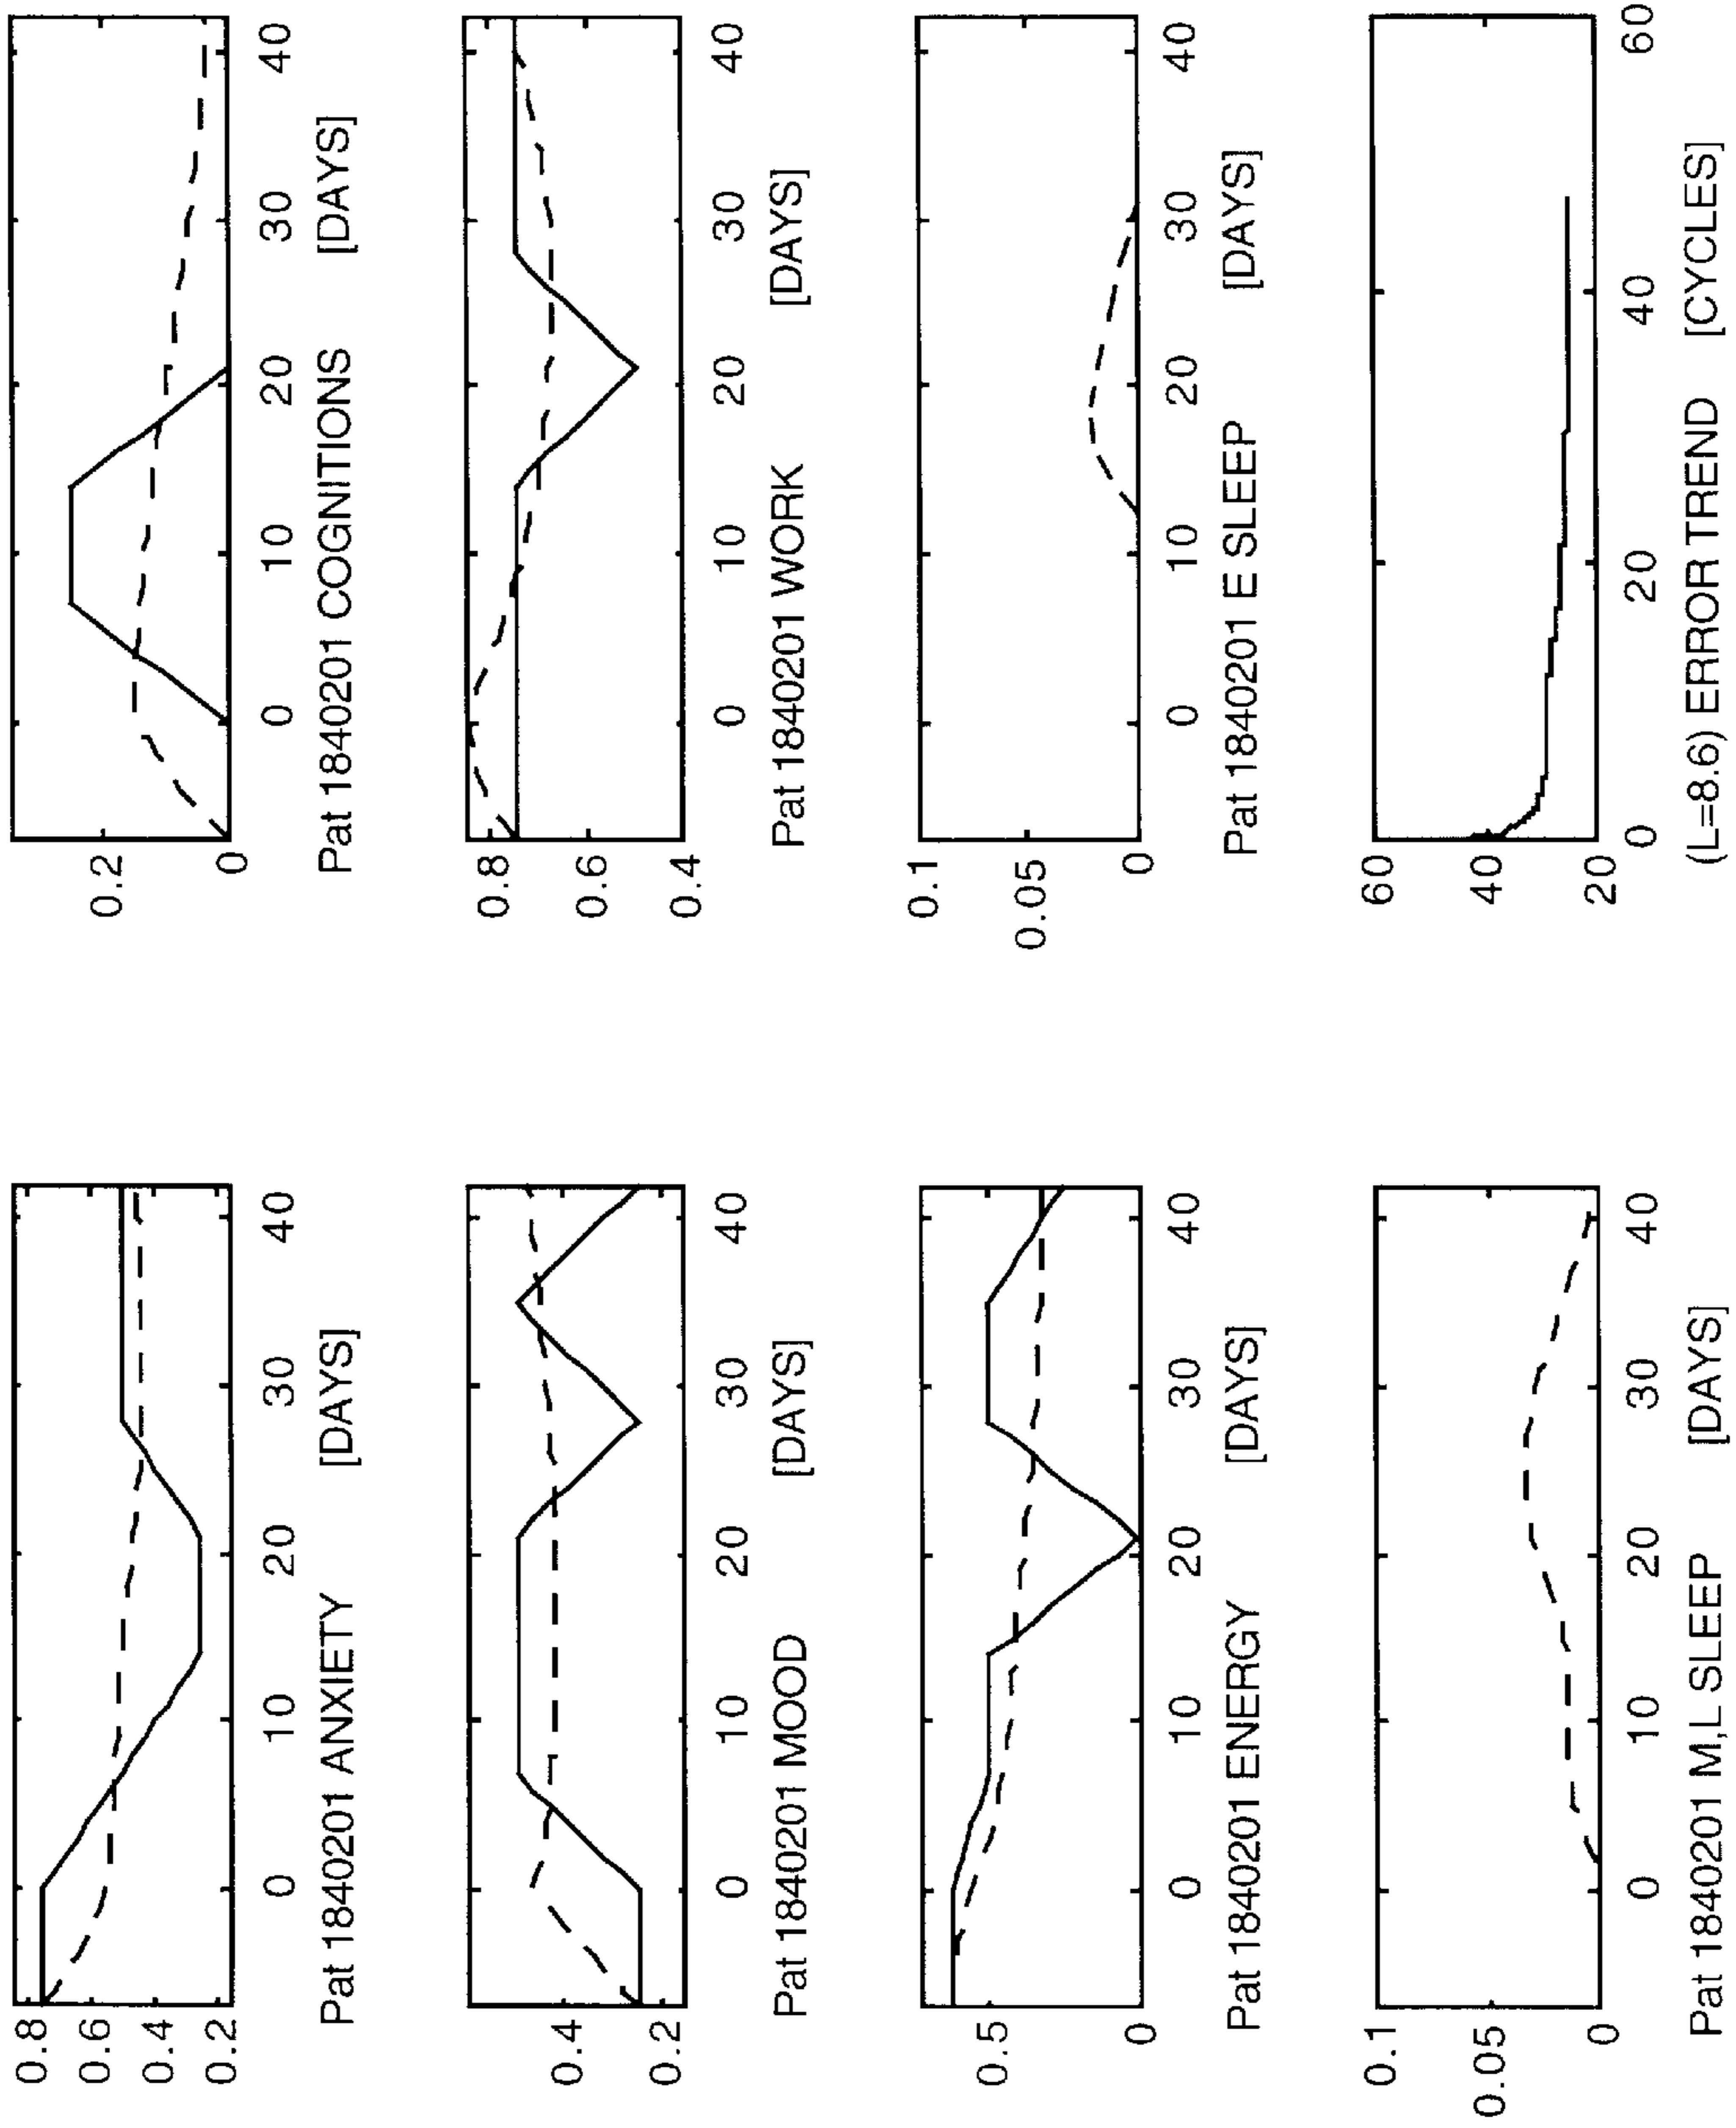 0.8
0.6
0.4
0.2
0 10 20 30 40
Pat 1840201 ANXIETY [DAYS]
0.2
0
0 10 20 30 40
Pat 1840201 COGNITIONS [DAYS]
0.4
0.2
0 10 20 30 40
Pat 1840201 MOOD [DAYS]
0.8
0.6
0.4
0 10 20 30 40
Pat 1840201 WORK [DAYS]
0.5
0
0 10 20 30 40
Pat 1840201 ENERGY [DAYS]
0.1
0.05
0
0 10 20 30 40
Pat 1840201 E SLEEP [DAYS]
0.1
0.05
0
0 10 20 30 40
Pat 1840201 M,L SLEEP [DAYS]
60
40
20
0 20 40 60
(L=8.6) ERROR TREND [CYCLES]